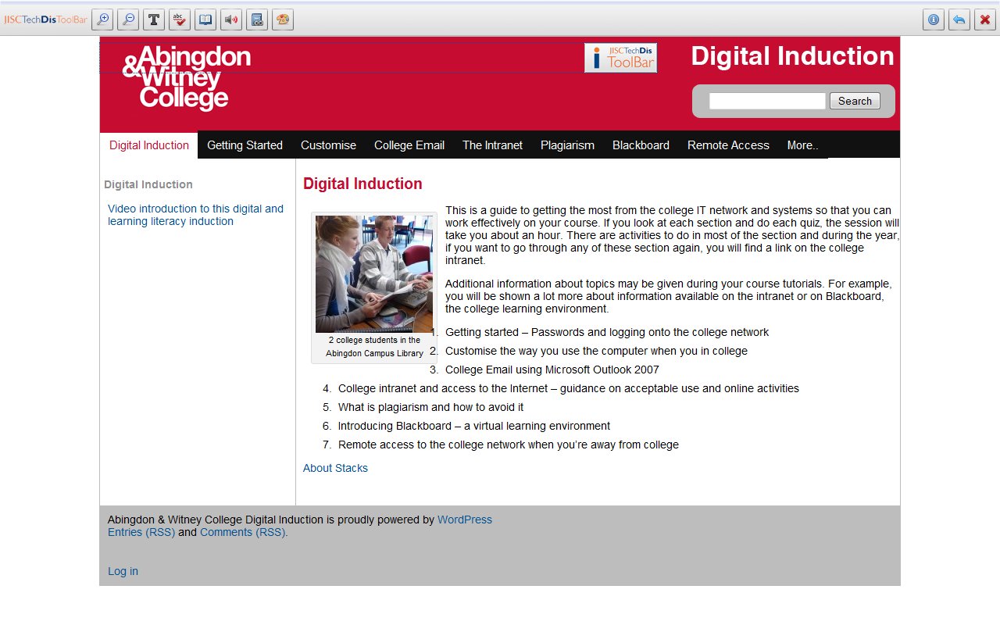 JISCTechDisToolBar
T
abc
Abingdon
&Witney
College
JISCTechDis
ToolBar
Digital Induction
Search
Digital Induction Getting Started Customise College Email The Intranet Plagiarism Blackboard Remote Access More..
Digital Induction
Video introduction to this digital and
learning literacy induction
Digital Induction
2 college students in the
Abingdon Campus Library
This is a guide to getting the most from the college IT network and systems so that you can
work effectively on your course. If you look at each section and do each quiz, the session will
take you about an hour. There are activities to do in most of the section and during the year,
if you want to go through any of these section again, you will find a link on the college
intranet.
Additional information about topics may be given during your course tutorials. For example,
you will be shown a lot more about information available on the intranet or on Blackboard,
the college learning environment.
1. Getting started – Passwords and logging onto the college network
2. Customise the way you use the computer when you in college
3. College Email using Microsoft Outlook 2007
4. College intranet and access to the Internet – guidance on acceptable use and online activities
5. What is plagiarism and how to avoid it
6. Introducing Blackboard – a virtual learning environment
7. Remote access to the college network when you’re away from college
About Stacks
Abingdon & Witney College Digital Induction is proudly powered by WordPress
Entries (RSS) and Comments (RSS).
Log in